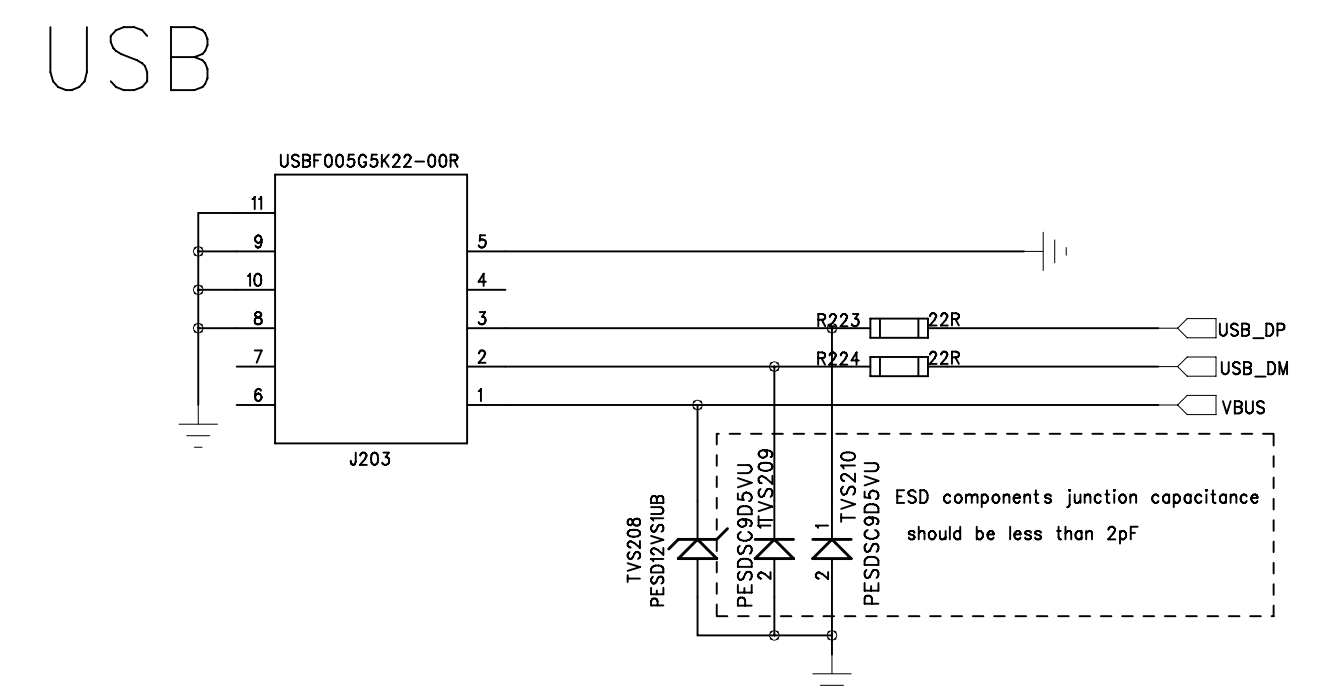 USB
USBF005G5K22-00R
11
9
10
8
7
6
5
4
3
2
1
J203
R223
22R
USB_DP
R224
22R
USB_DM
VBUS
TVS208
PESD12VS1UB
PESDSC9D5VU
TVS209
1
2
TVS210
PESDSC9D5VU
1
2
ESD components junction capacitance
should be less than 2pF